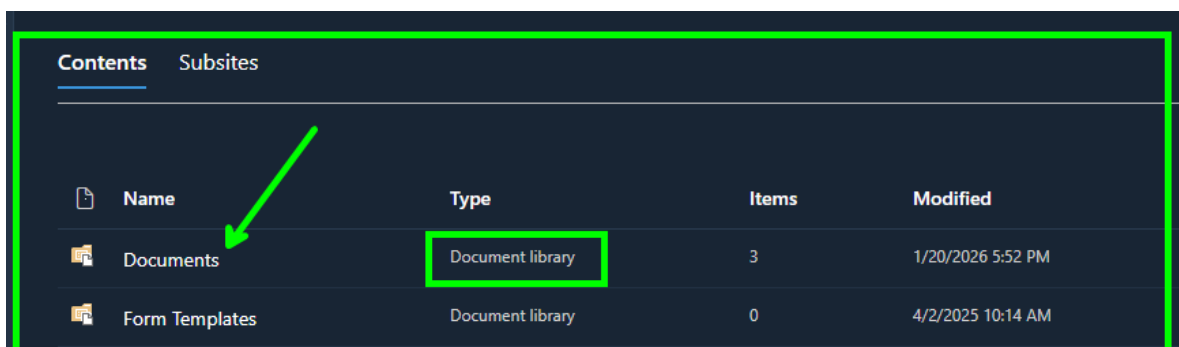 Contents Subsites
Name Type Items Modified
Documents Document library 3 1/20/2026 5:52 PM
Form Templates Document library 0 4/2/2025 10:14 AM